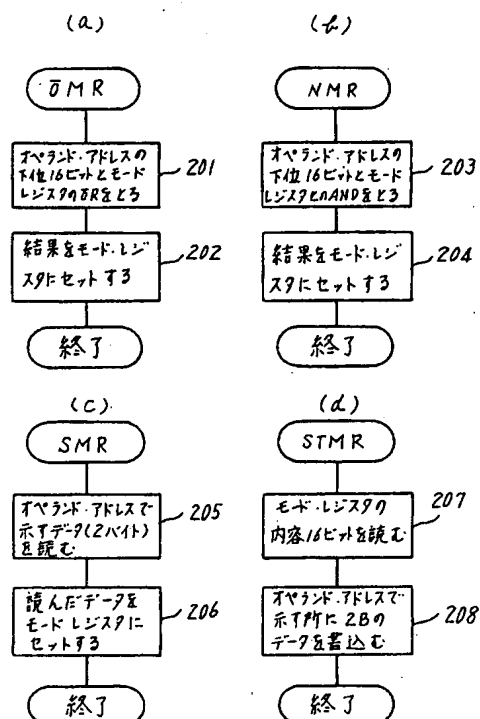 (a)
ŌMR
オペランド・アドレスの
下位16ビットとモード
レジスタのŌRをとる
201
結果をモード・レジ
スタにセットする
202
終了
(b)
NMR
オペランド・アドレスの
下位16ビットとモード
レジスタとのANDをとる
203
結果をモード・レジ
スタにセットする
204
終了
(c)
SMR
オペランド・アドレスで
示すデータ(2バイト)
を読む
205
読んだデータを
モードレジスタに
セットする
206
終了
(d)
STMR
モード・レジスタの
内容16ビットを読む
207
オペランド・アドレスで
示す所に2Bの
データを書込む
208
終了